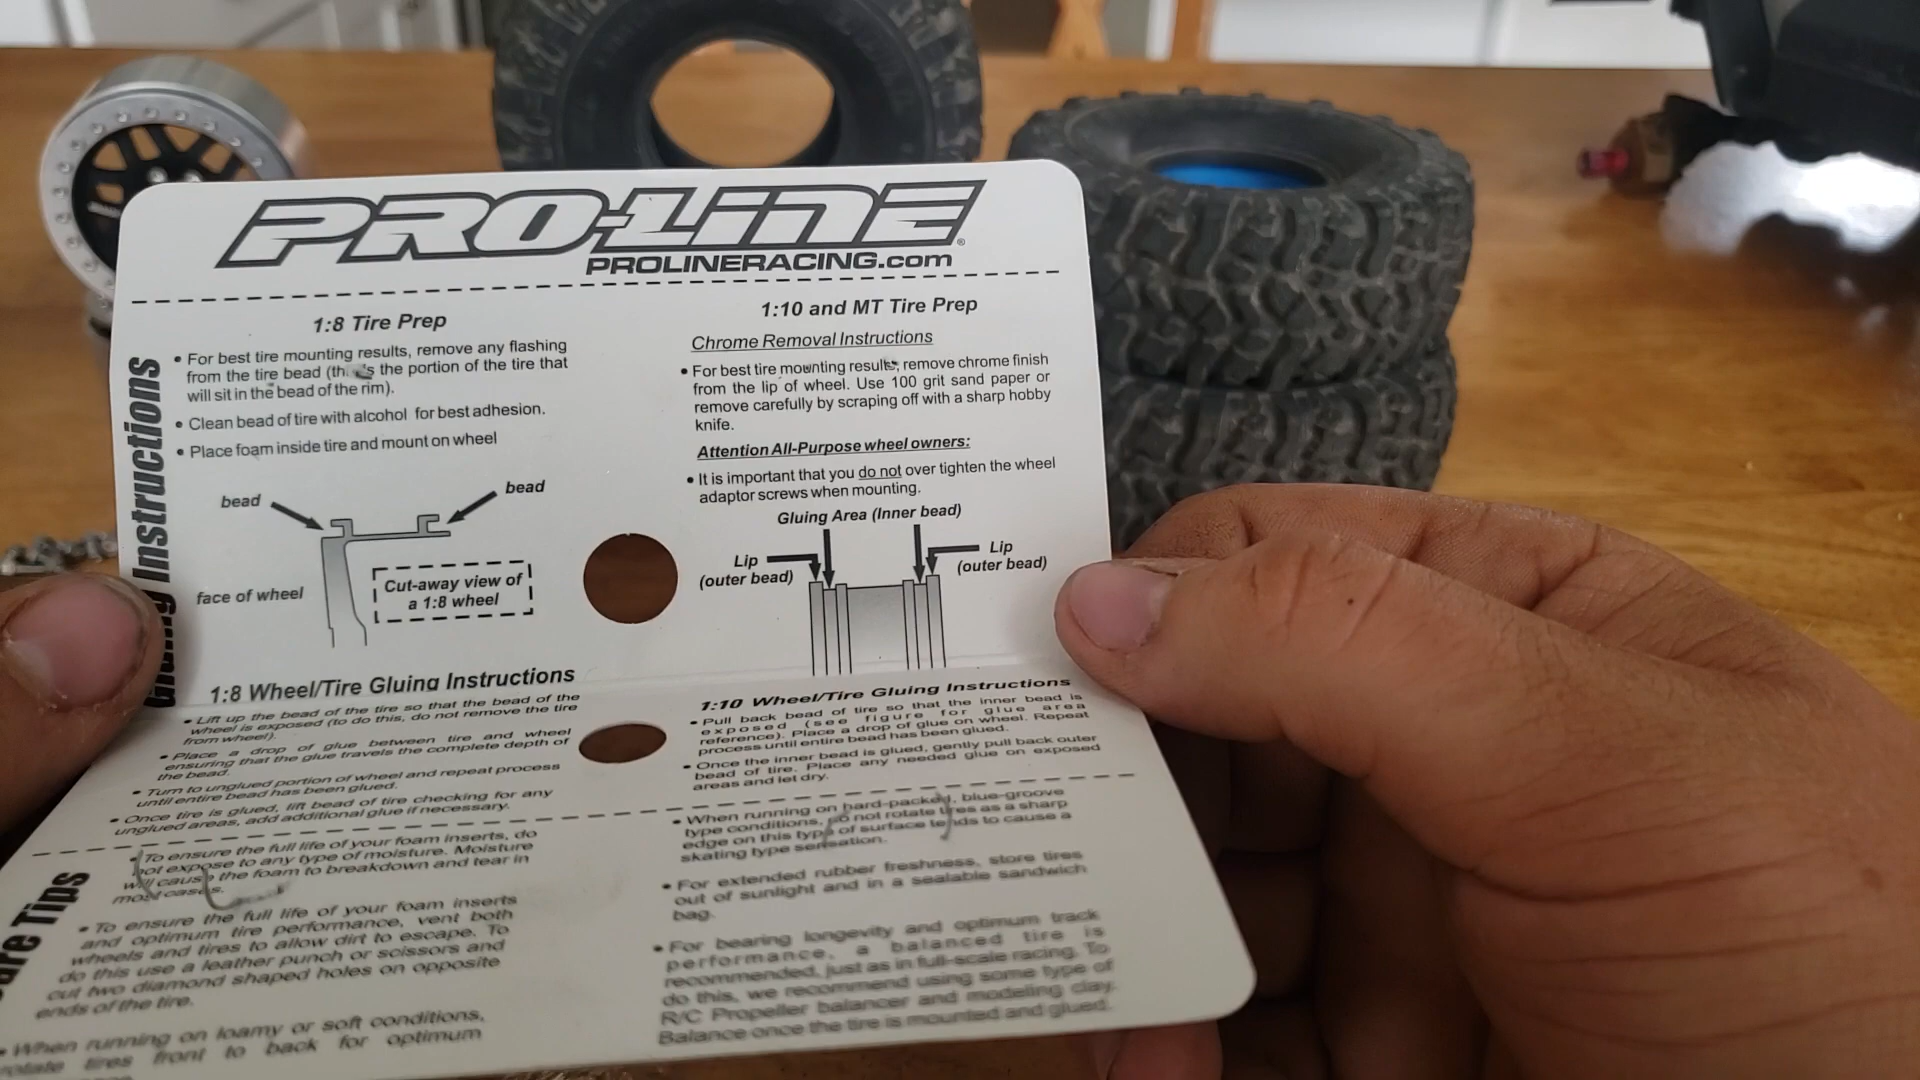 PRO-LINE®
PROLINERACING.com
Gluing Instructions
1:8 Tire Prep
• For best tire mounting results, remove any flashing
from the tire bead (this is the portion of the tire that
will sit in the bead of the rim).
• Clean bead of tire with alcohol for best adhesion.
• Place foam inside tire and mount on wheel
bead
bead
face of wheel
Cut-away view of
a 1:8 wheel
1:10 and MT Tire Prep
Chrome Removal Instructions
• For best tire mounting results, remove chrome finish
from the lip of wheel. Use 100 grit sand paper or
remove carefully by scraping off with a sharp hobby
knife.
Attention All-Purpose wheel owners:
• It is important that you do not over tighten the wheel
adaptor screws when mounting.
Gluing Area (Inner bead)
Lip
(outer bead)
Lip
(outer bead)
1:8 Wheel/Tire Gluing Instructions
• Lift up the bead of the tire so that the bead of the
wheel is exposed (to do this, do not remove the tire
from wheel).
• Place a drop of glue between tire and wheel
ensuring that the glue travels the complete depth of
the bead.
• Turn to unglued portion of wheel and repeat process
until entire bead has been glued.
• Once tire is glued, lift bead of tire checking for any
unglued areas, add additional glue if necessary.
1:10 Wheel/Tire Gluing Instructions
• Pull back bead of tire so that the inner bead is
exposed (see figure for glue area
reference). Place a drop of glue on wheel. Repeat
process until entire bead has been glued.
• Once the inner bead is glued, gently pull back outer
bead of tire. Place any needed glue on exposed
areas and let dry.
Tips
• To ensure the full life of your foam inserts, do
not expose to any type of moisture. Moisture
will cause the foam to breakdown and tear in
most cases.
• To ensure the full life of your foam inserts
and optimum tire performance, vent both
wheels and tires to allow dirt to escape. To
do this use a leather punch or scissors and
cut two diamond shaped holes on opposite
ends of the tire.
• When running on loamy or soft conditions,
rotate tires front to back for optimum
• When running on hard-packed, blue-groove
type conditions, do not rotate tires as a sharp
edge on this type of surface tends to cause a
skating type sensation.
• For extended rubber freshness, store tires
out of sunlight and in a sealable sandwich
bag.
• For bearing longevity and optimum track
performance, a balanced tire is
recommended, just as in full-scale racing. To
do this, we recommend using some type of
R/C Propeller balancer and modeling clay.
Balance once the tire is mounted and glued.